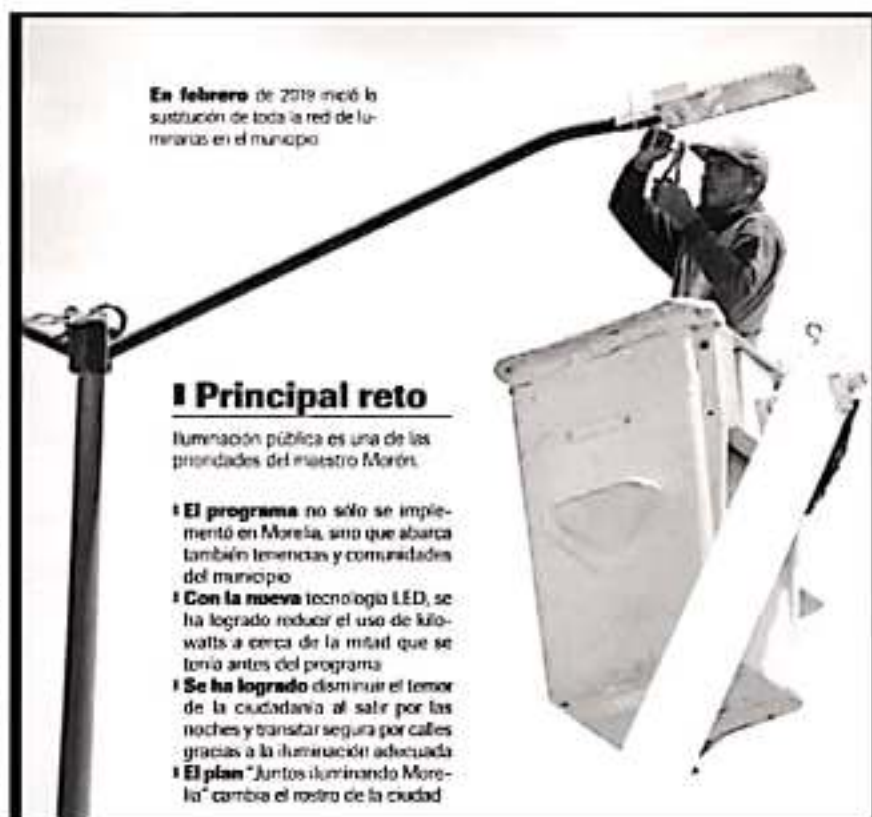 En febrero de 2019 inició la
sustitución de toda la red de lu-
minarias en el municipio
Principal reto
Iluminación pública es una de las
prioridades del maestro Morón.
El programa no sólo se imple-
mentó en Morelia, sino que abarca
también tenencias y comunidades
del municipio
Con la nueva tecnología LED, se
ha logrado reducir el uso de kilo-
watts a cerca de la mitad que se
tenía antes del programa
Se ha logrado disminuir el temor
de la ciudadanía al salir por las
noches y transitar segura por calles
gracias a la iluminación adecuada
El plan "Juntos iluminando More-
lia" cambia el rostro de la ciudad